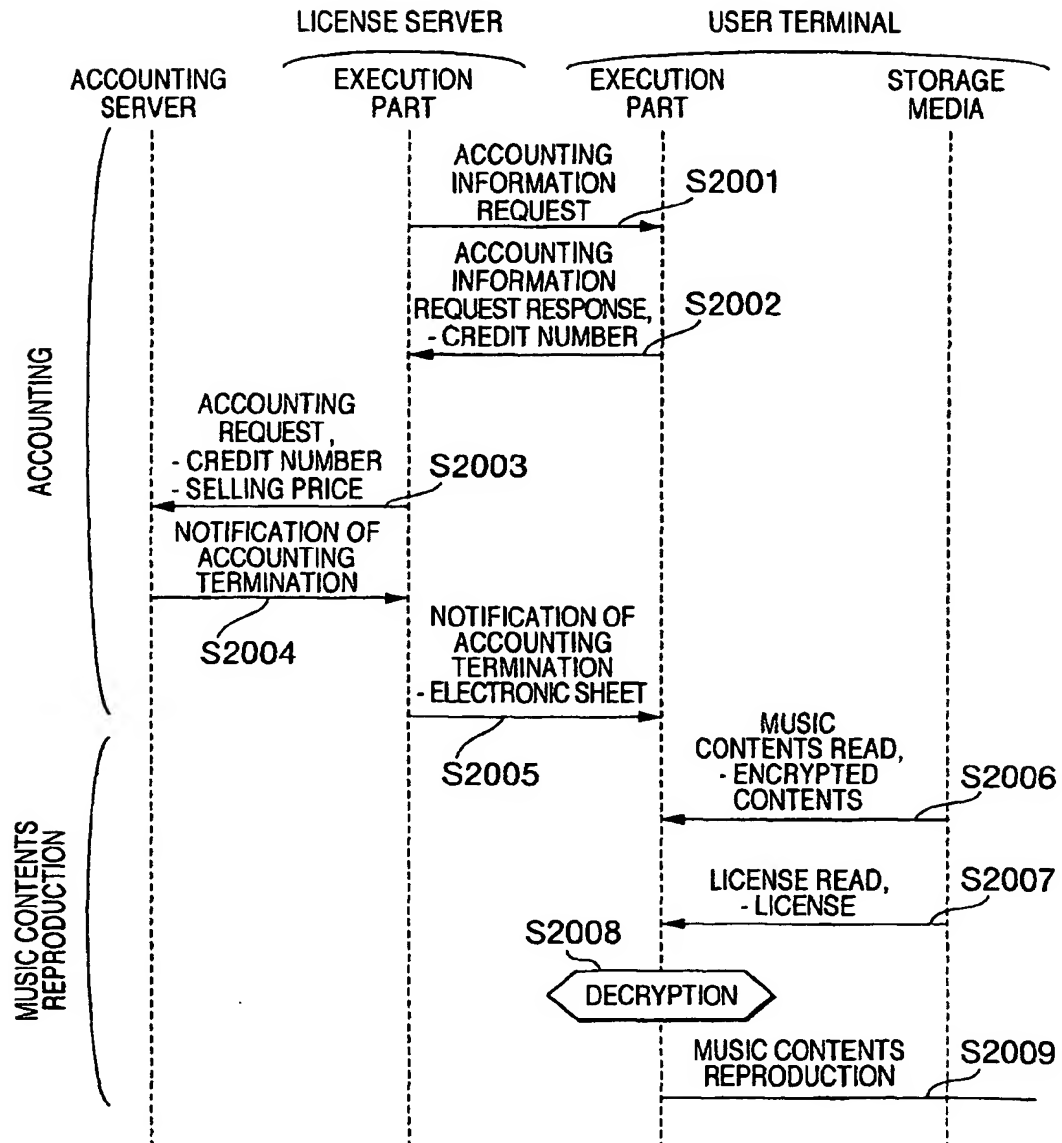 LICENSE SERVER
USER TERMINAL
ACCOUNTING
SERVER
EXECUTION
PART
EXECUTION
PART
STORAGE
MEDIA
ACCOUNTING
ACCOUNTING
INFORMATION
REQUEST
S2001
ACCOUNTING
INFORMATION
REQUEST RESPONSE,
- CREDIT NUMBER
S2002
ACCOUNTING
REQUEST,
- CREDIT NUMBER
- SELLING PRICE
S2003
NOTIFICATION OF
ACCOUNTING
TERMINATION
S2004
NOTIFICATION OF
ACCOUNTING
TERMINATION
- ELECTRONIC SHEET
S2005
MUSIC CONTENTS
REPRODUCTION
MUSIC
CONTENTS READ,
- ENCRYPTED
CONTENTS
S2006
LICENSE READ,
- LICENSE
S2007
S2008
DECRYPTION
MUSIC CONTENTS
REPRODUCTION
S2009